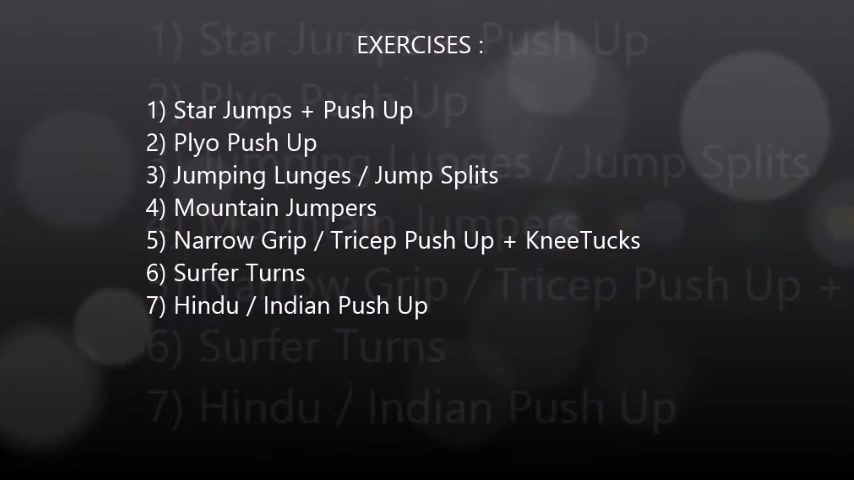 EXERCISES :
1) Star Jumps + Push Up
2) Plyo Push Up
3) Jumping Lunges / Jump Splits
4) Mountain Jumpers
5) Narrow Grip / Tricep Push Up + KneeTucks
6) Surfer Turns
7) Hindu / Indian Push Up